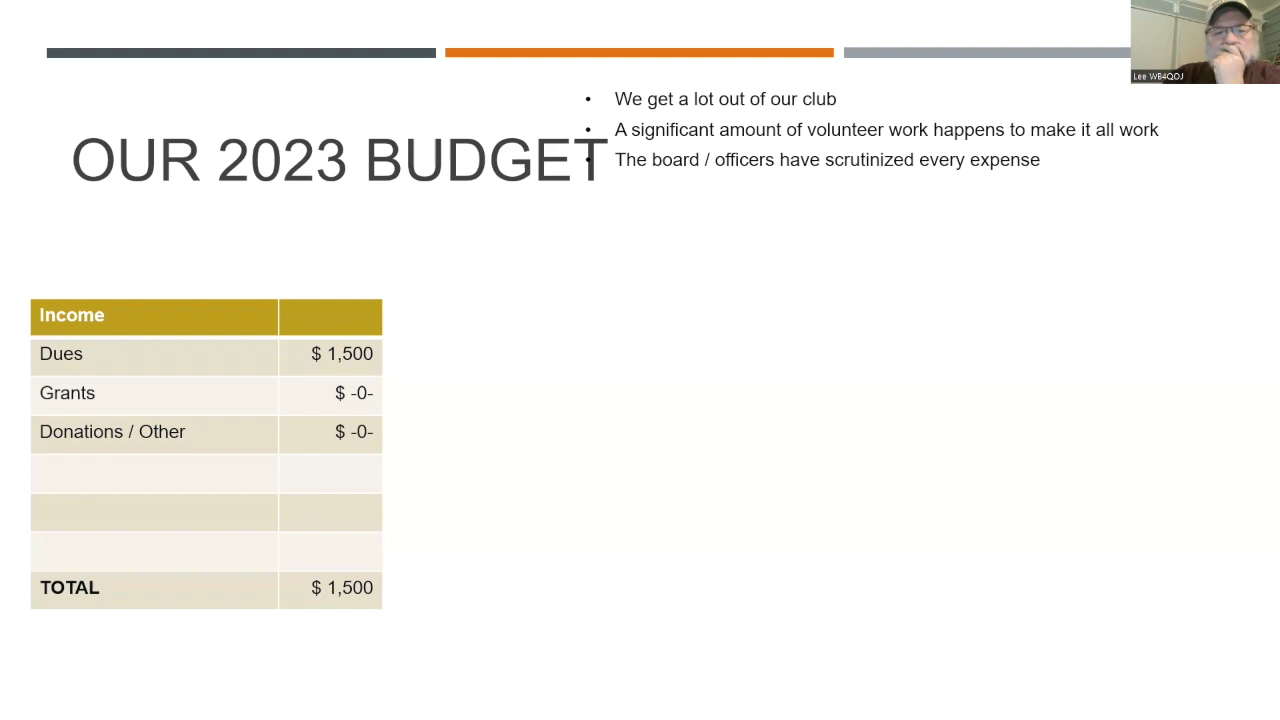 Lee WB4QOJ
• We get a lot out of our club
• A significant amount of volunteer work happens to make it all work
• The board / officers have scrutinized every expense
OUR 2023 BUDGET
Income
Dues $ 1,500
Grants $ -0-
Donations / Other $ -0-
TOTAL $ 1,500